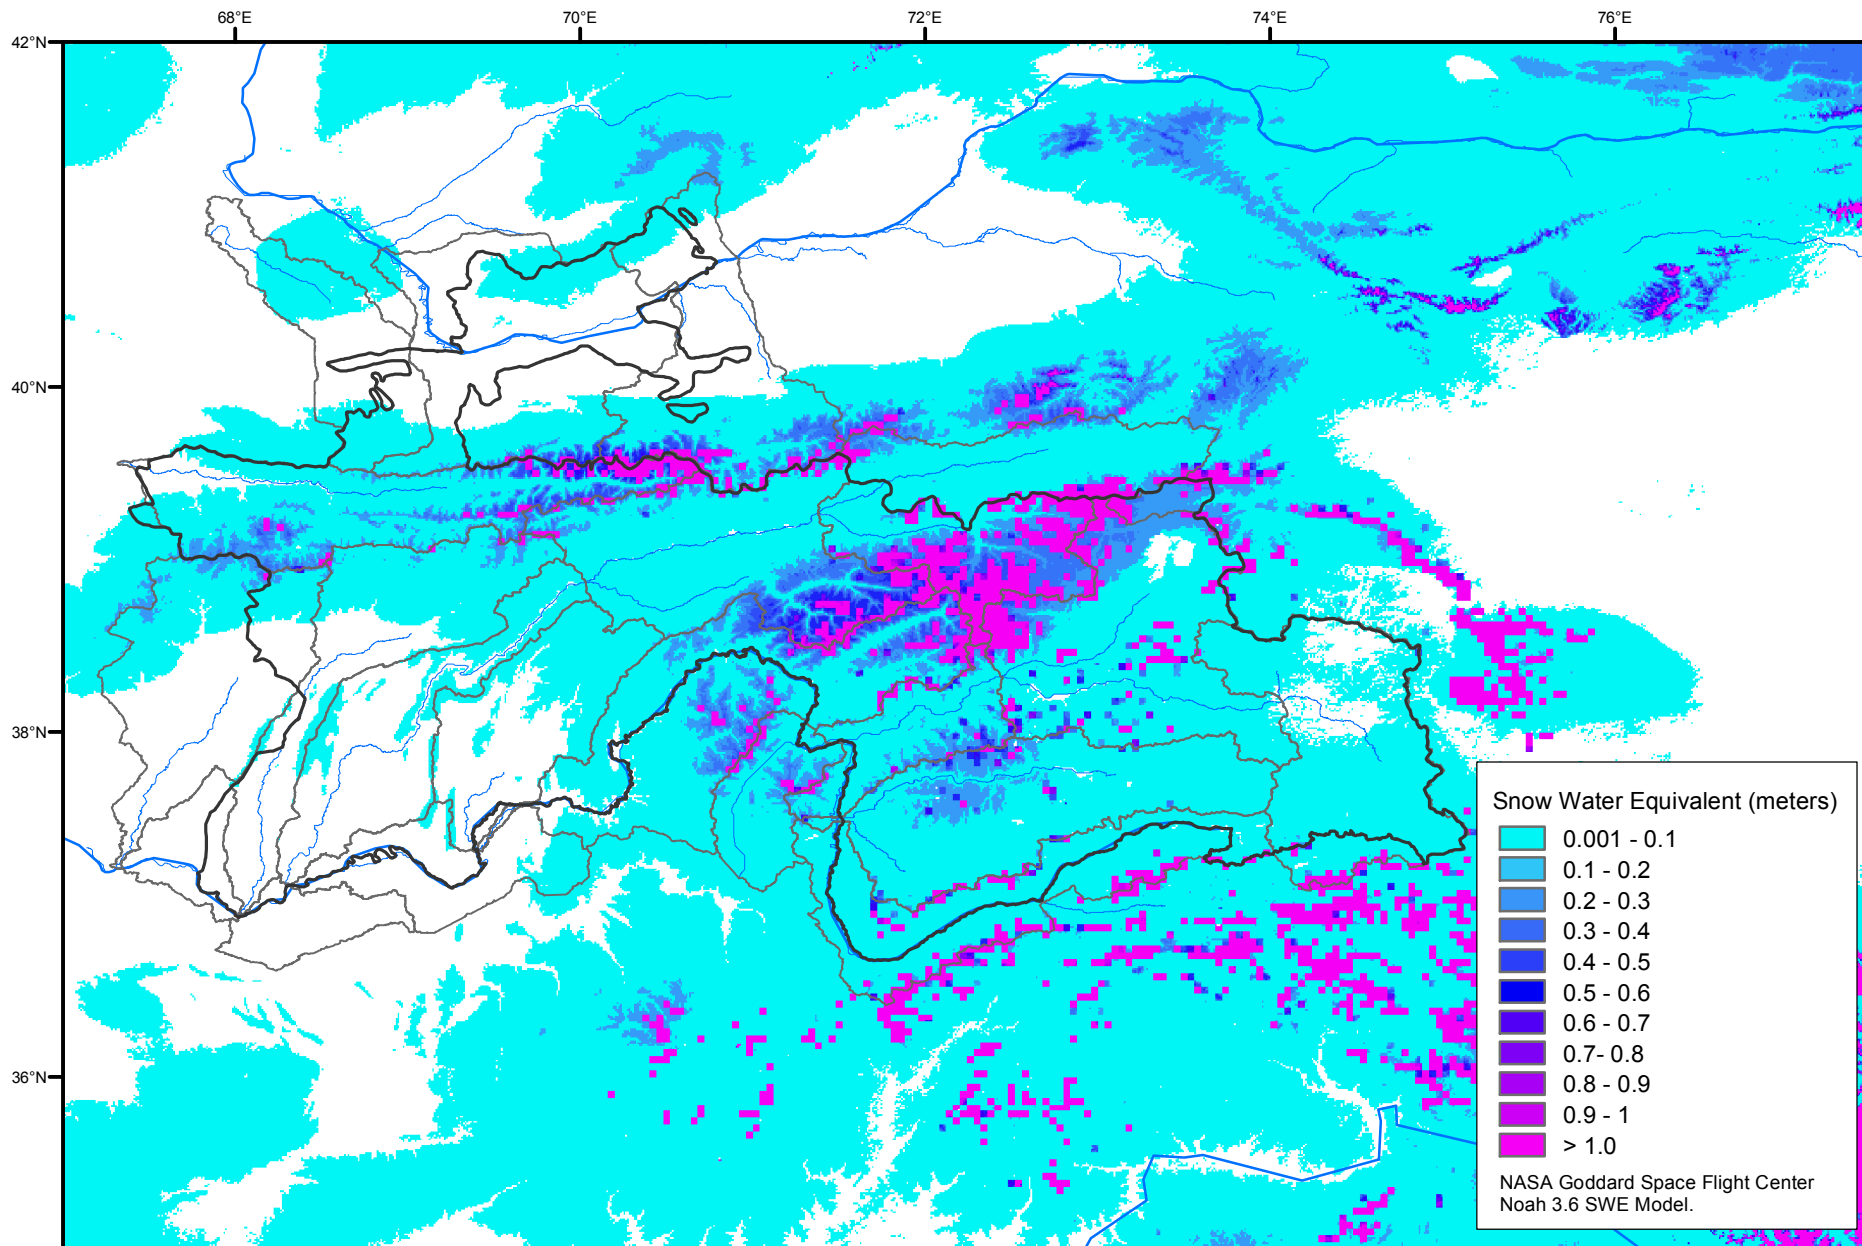 68°E
70°E
72°E
74°E
76°E
42°N
40°N
38°N
36°N
Snow Water Equivalent (meters)
0.001 - 0.1
0.1 - 0.2
0.2 - 0.3
0.3 - 0.4
0.4 - 0.5
0.5 - 0.6
0.6 - 0.7
0.7- 0.8
0.8 - 0.9
0.9 - 1
> 1.0
NASA Goddard Space Flight Center
Noah 3.6 SWE Model.